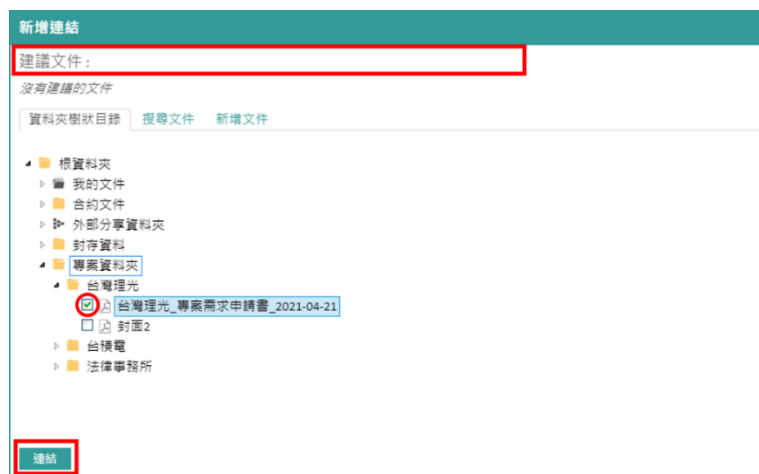 新增連結
建議文件：
沒有建議的文件
資料夾樹狀目錄 搜尋文件 新增文件
根資料夾
我的文件
合約文件
外部分享資料夾
封存資料
專案資料夾
台灣理光
台灣理光_專案需求申請書_2021-04-21
封面2
台積電
法律事務所
連結